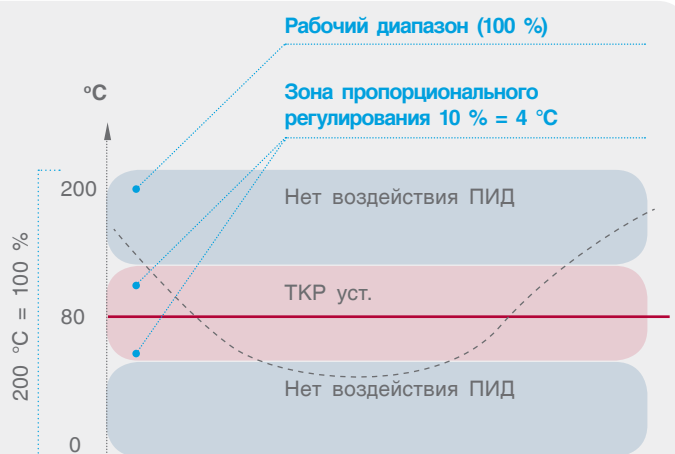 Рабочий диапазон (100 %)
Зона пропорционального
регулирования 10 % = 4 °C
°C
200
Нет воздействия ПИД
ТКР уст.
80
200 °C = 100 %
Нет воздействия ПИД
0